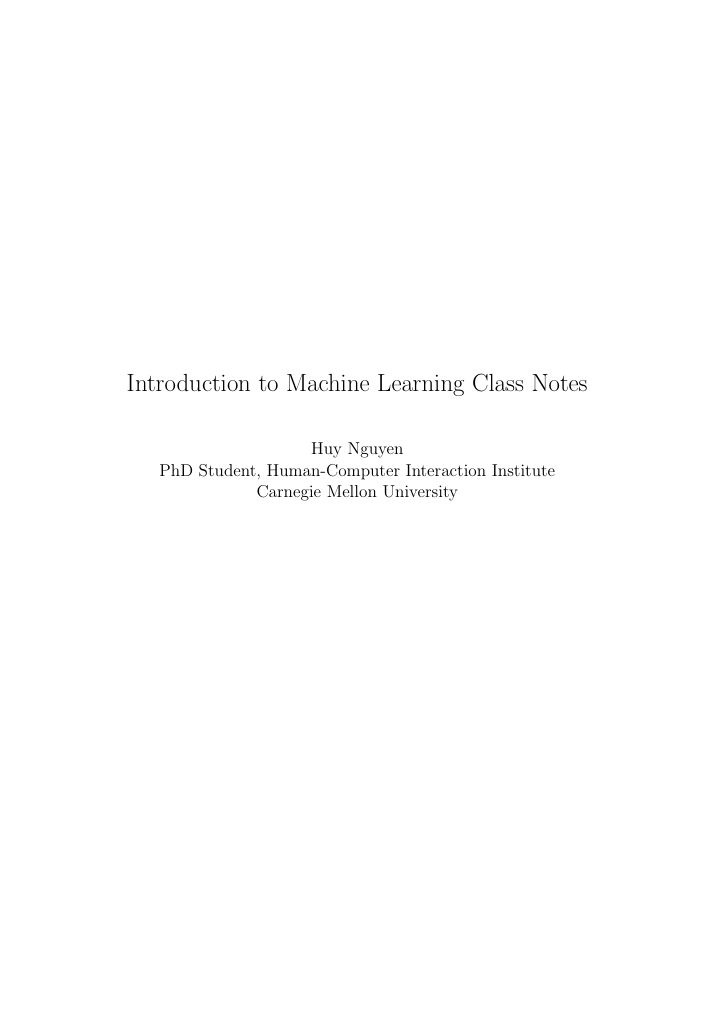 Introduction to Machine Learning Class Notes
Huy Nguyen
PhD Student, Human-Computer Interaction Institute
Carnegie Mellon University